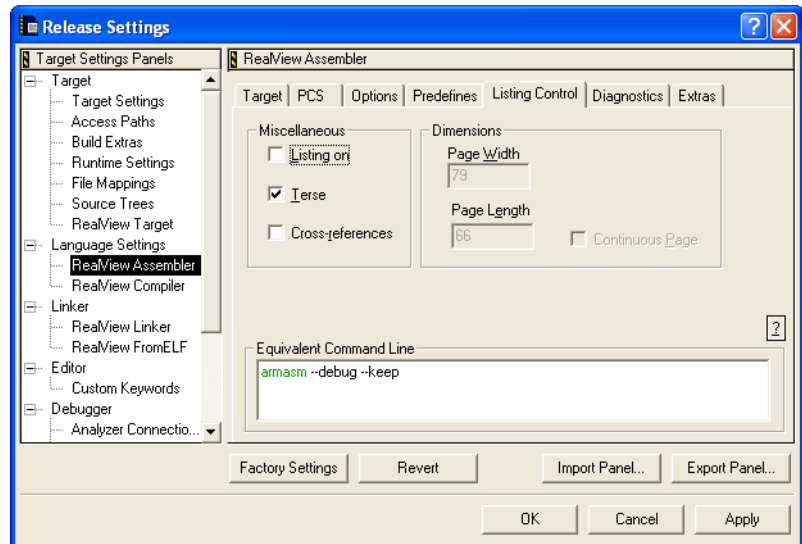 Release Settings
Target Settings Panels
Target
Target Settings
Access Paths
Build Extras
Runtime Settings
File Mappings
Source Trees
RealView Target
Language Settings
RealView Assembler
RealView Compiler
Linker
RealView Linker
RealView FromELF
Editor
Custom Keywords
Debugger
Analyzer Connectio...
RealView Assembler
Target PCS Options Predefines Listing Control Diagnostics Extras
Miscellaneous
Listing on
Terse
Cross-references
Dimensions
Page Width
79
Page Length
66
Continuous Page
?
Equivalent Command Line
armasm --debug --keep
Factory Settings Revert Import Panel... Export Panel...
OK Cancel Apply